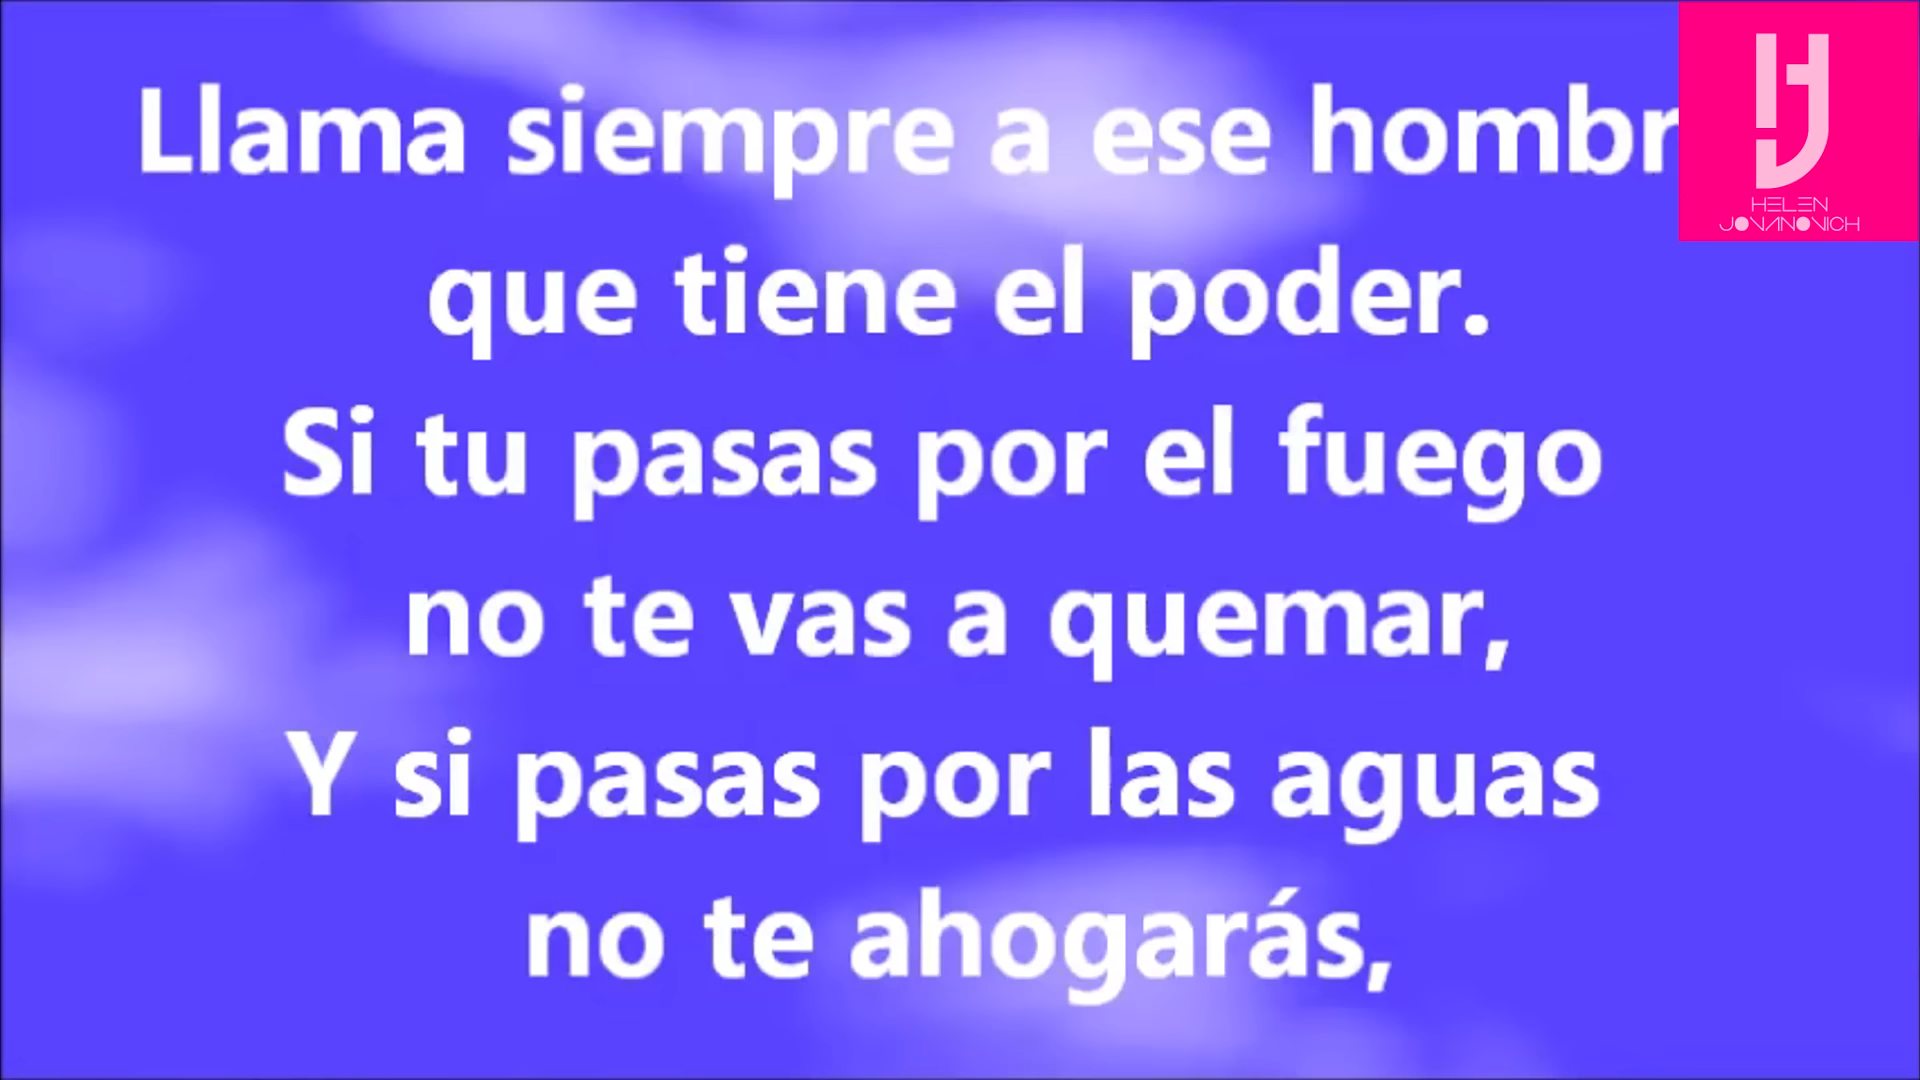 Llama siempre a ese hombr
que tiene el poder.
Si tu pasas por el fuego
no te vas a quemar,
Y si pasas por las aguas
no te ahogarás,
HJ
HELEN
JOVANOVICH